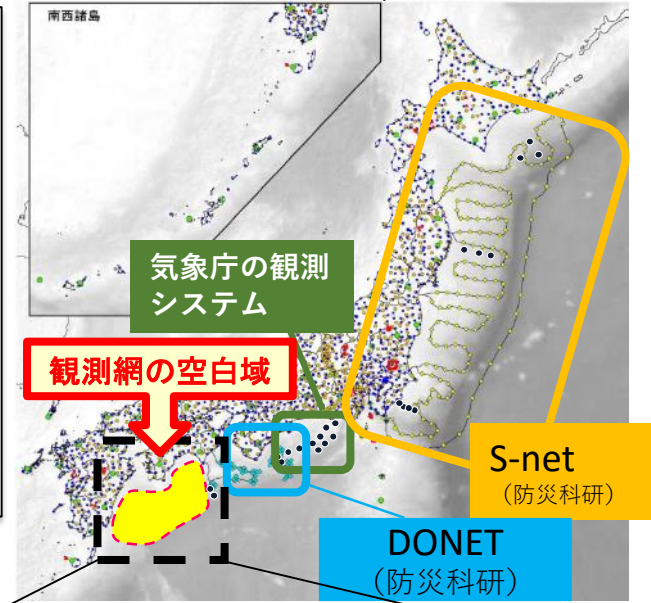 南西諸島
気象庁の観測
システム
観測網の空白域
S-net
(防災科研)
DONET
(防災科研)